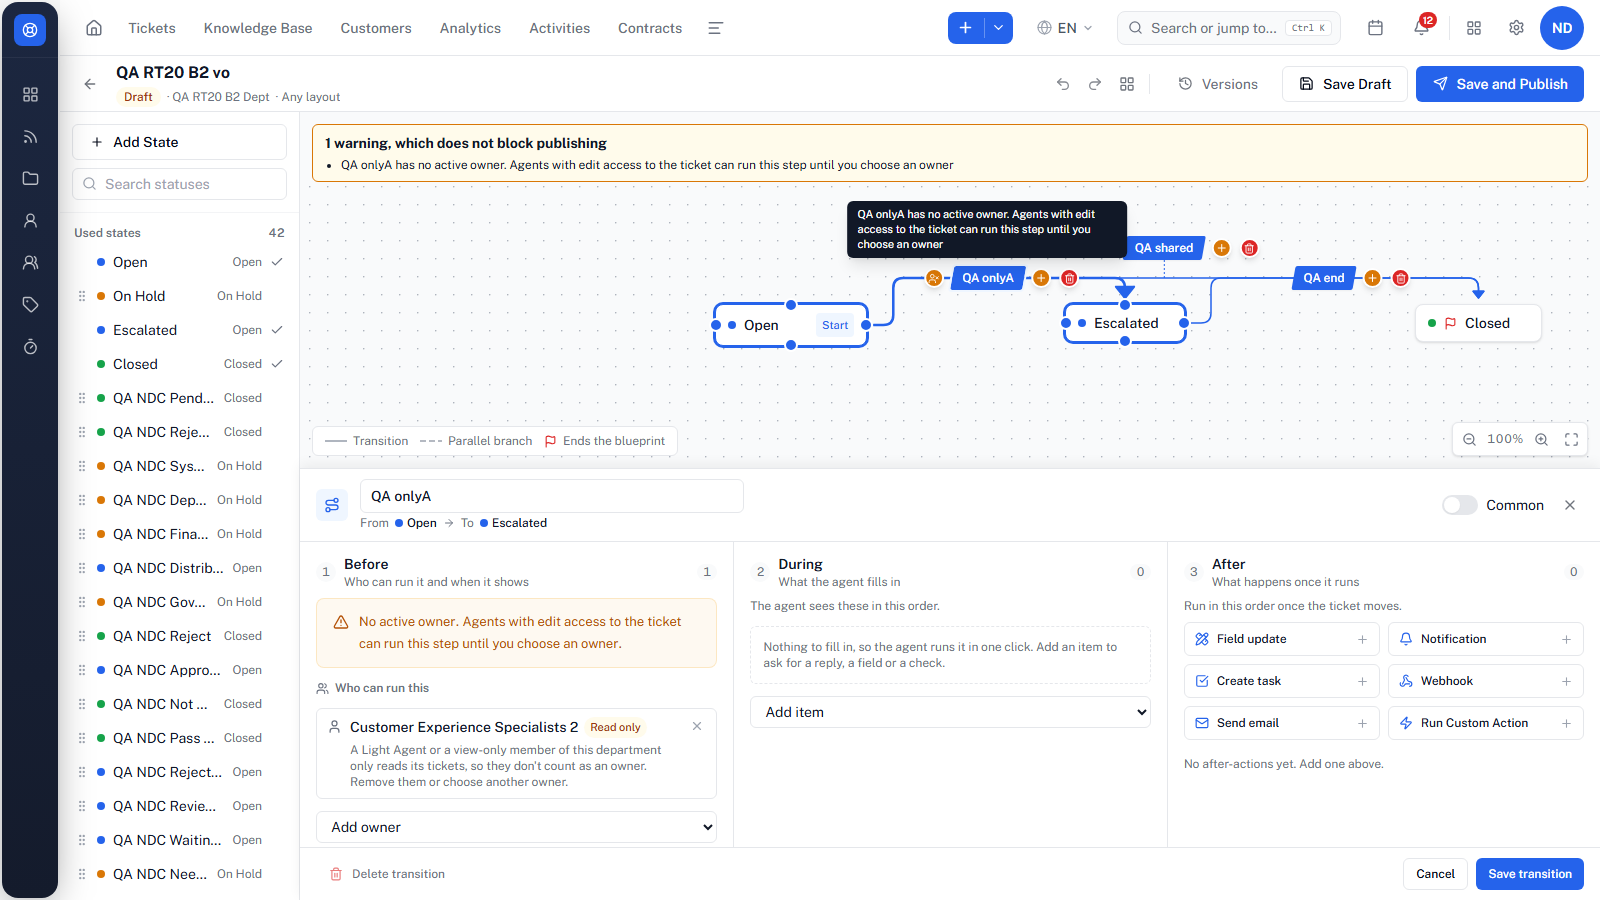 Tickets
Knowledge Base
Customers
Analytics
Activities
Contracts
EN
Search or jump to...
Ctrl K
12
ND
QA RT20 B2 vo
Draft · QA RT20 B2 Dept · Any layout
Versions
Save Draft
Save and Publish
Add State
Search statuses
Used states 42
Open Open
On Hold On Hold
Escalated Open
Closed Closed
QA NDC Pend... Closed
QA NDC Reje... Closed
QA NDC Sys... On Hold
QA NDC Dep... On Hold
QA NDC Fina... On Hold
QA NDC Distrib... Open
QA NDC Gov... On Hold
QA NDC Reject Closed
QA NDC Appro... Open
QA NDC Not ... Closed
QA NDC Pass ... Closed
QA NDC Reject... Open
QA NDC Revie... Open
QA NDC Waitin... Open
QA NDC Nee... On Hold
1 warning, which does not block publishing
• QA onlyA has no active owner. Agents with edit access to the ticket can run this step until you choose an owner
QA onlyA has no active owner. Agents with edit
access to the ticket can run this step until you
choose an owner
QA shared
QA onlyA
QA end
Open Start
Escalated
Closed
Transition
Parallel branch
Ends the blueprint
100%
QA onlyA
From Open → To Escalated
Common
1 Before 1
Who can run it and when it shows
No active owner. Agents with edit access to the ticket
can run this step until you choose an owner.
Who can run this
Customer Experience Specialists 2 Read only
A Light Agent or a view-only member of this department
only reads its tickets, so they don't count as an owner.
Remove them or choose another owner.
Add owner
2 During 0
What the agent fills in
The agent sees these in this order.
Nothing to fill in, so the agent runs it in one click. Add an item to
ask for a reply, a field or a check.
Add item
3 After 0
What happens once it runs
Run in this order once the ticket moves.
Field update
Notification
Create task
Webhook
Send email
Run Custom Action
No after-actions yet. Add one above.
Delete transition
Cancel
Save transition